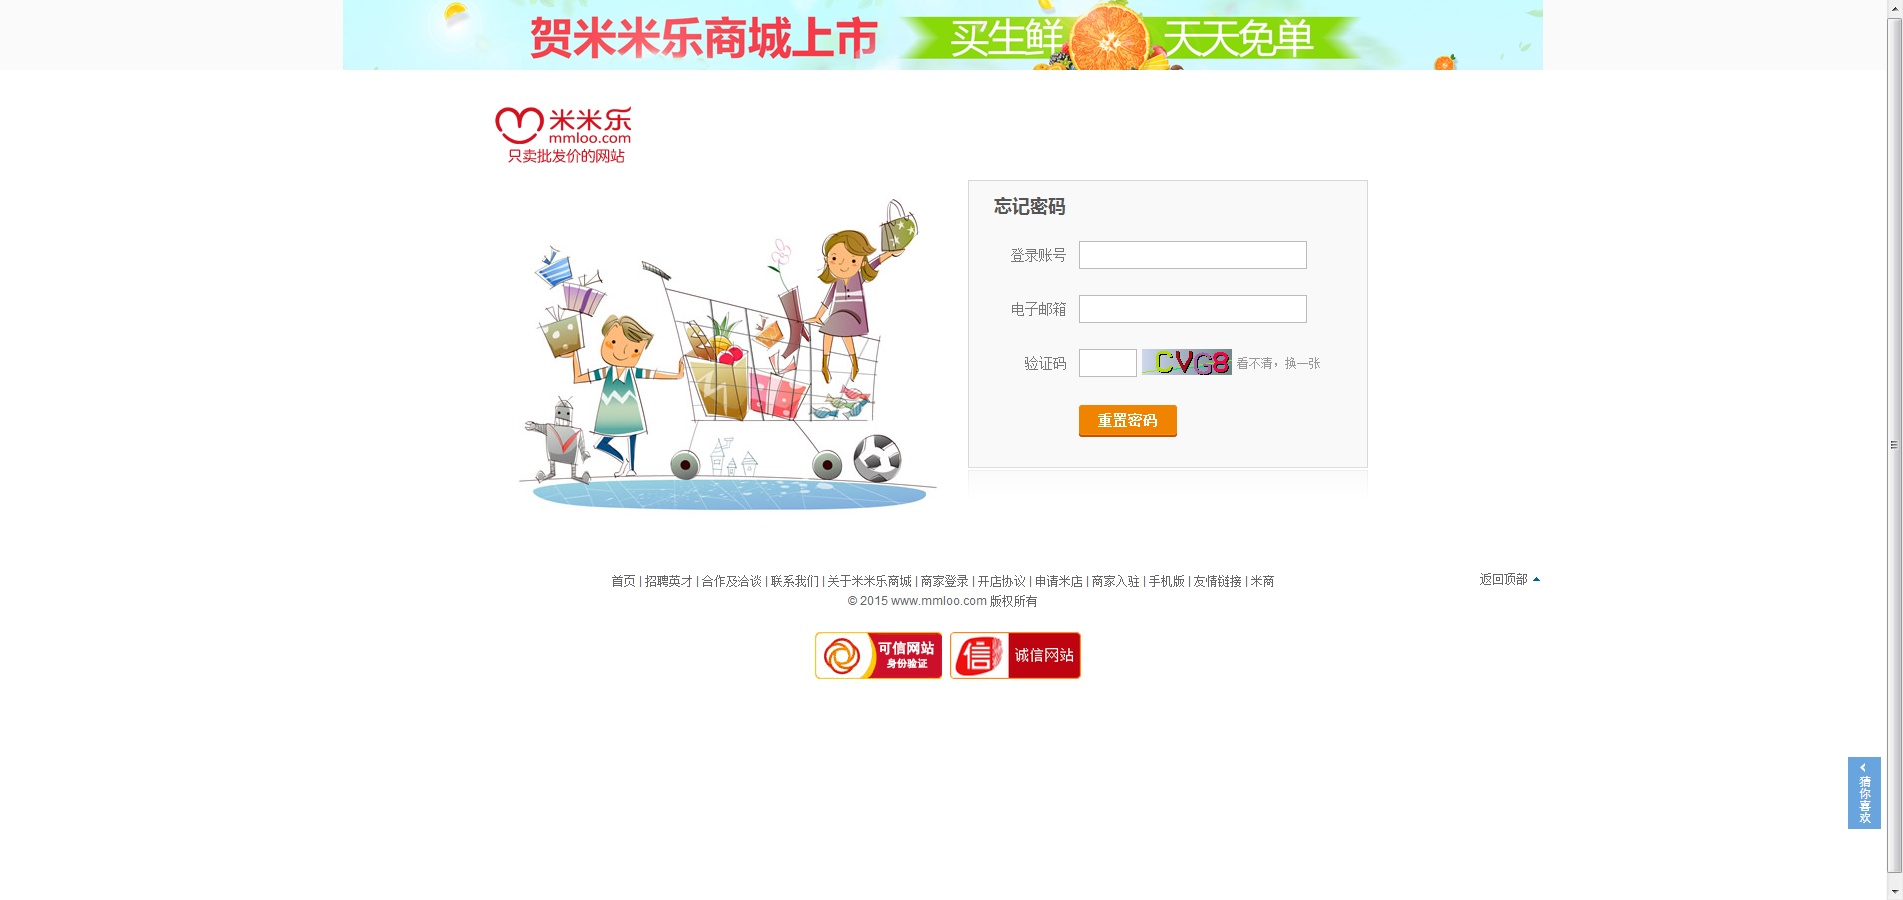 贺米米乐商城上市 买生鲜 天天免单
米米乐
mmloo.com
只卖批发价的网站
忘记密码
登录账号
电子邮箱
验证码 CVG8 看不清，换一张
重置密码
首页 | 招聘英才 | 合作及洽谈 | 联系我们 | 关于米米乐商城 | 商家登录 | 开店协议 | 申请米店 | 商家入驻 | 手机版 | 友情链接 | 米商
返回顶部
© 2015 www.mmloo.com 版权所有
可信网站
身份验证
信 诚信网站
猜你喜欢